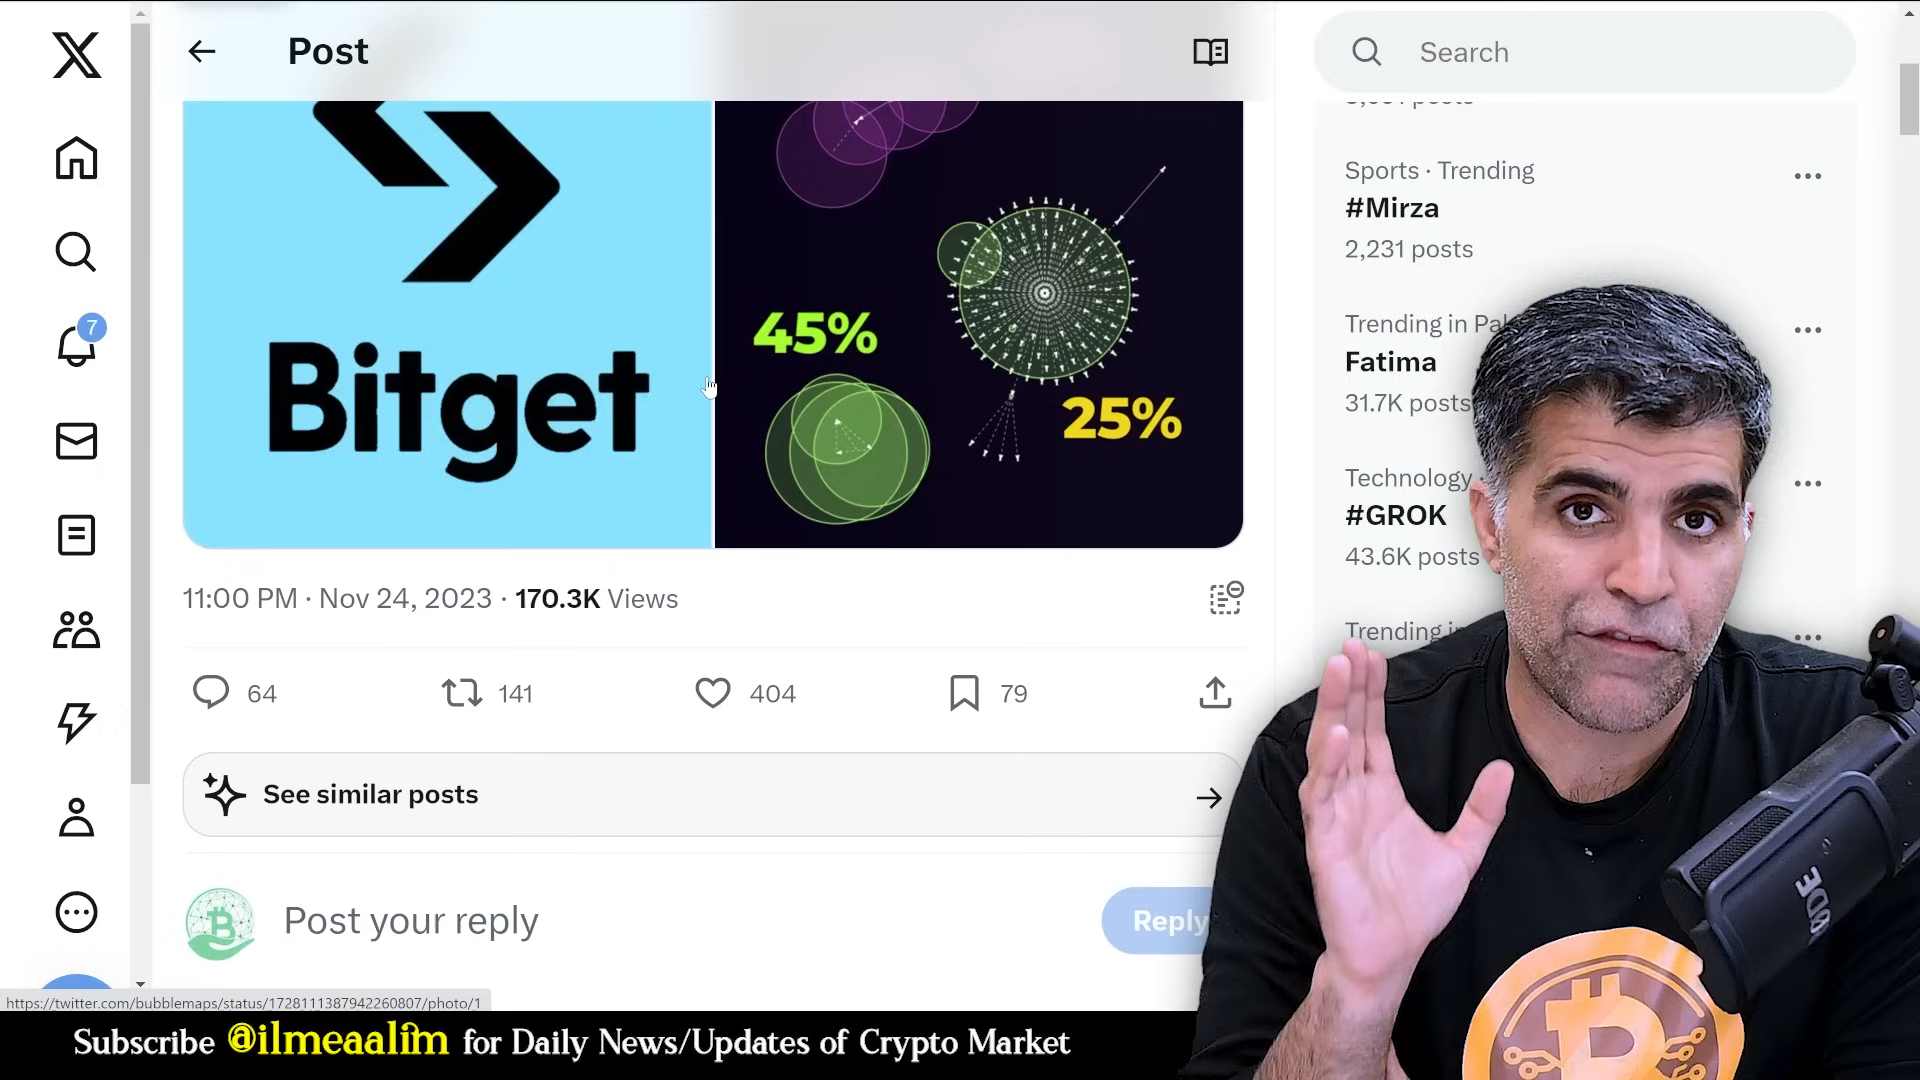 Post
Search
Sports · Trending
#Mirza
2,231 posts
Trending in
Fatima
31.7K posts
Technology
#GROK
43.6K posts
Trending
7
Bitget
45%
25%
11:00 PM · Nov 24, 2023 · 170.3K Views
64
141
404
79
See similar posts
Post your reply
Reply
https://twitter.com/bubblemaps/status/1728111387942260807/photo/1
Subscribe @ilmeaalim for Daily News/Updates of Crypto Market